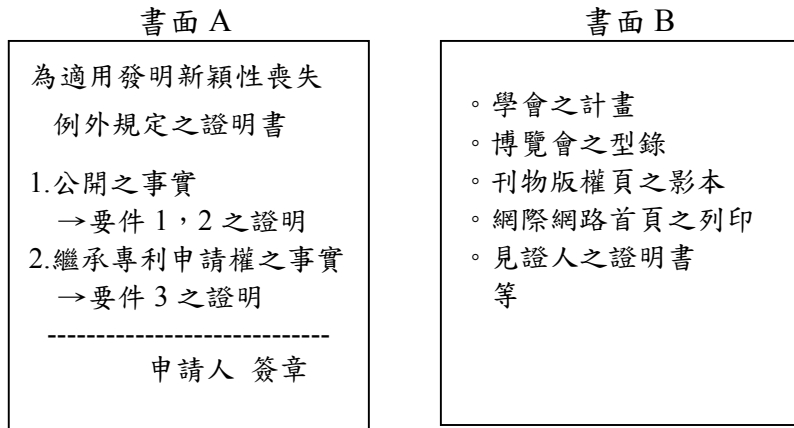 書面 A
為適用發明新穎性喪失
例外規定之證明書
1.公開之事實
→要件 1，2 之證明
2.繼承專利申請權之事實
→要件 3 之證明
-----------------------------
申請人 簽章
書面 B
。學會之計畫
。博覽會之型錄
。刊物版權頁之影本
。網際網路首頁之列印
。見證人之證明書
等